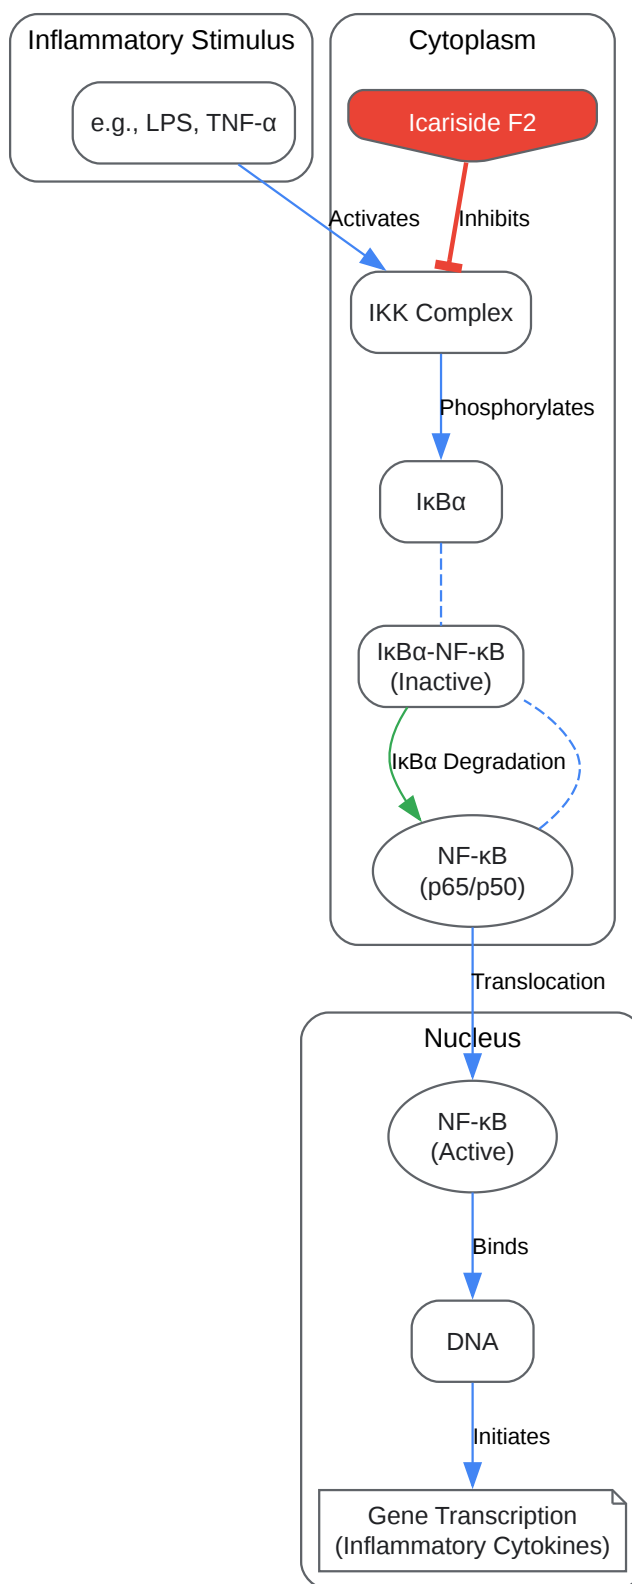 Inflammatory Stimulus
Cytoplasm
e.g., LPS, TNF-α
Icariside F2
Activates
Inhibits
IKK Complex
Phosphorylates
IκBα
IκBα-NF-κB
(Inactive)
IκBα Degradation
NF-κB
(p65/p50)
Translocation
Nucleus
NF-κB
(Active)
Binds
DNA
Initiates
Gene Transcription
(Inflammatory Cytokines)